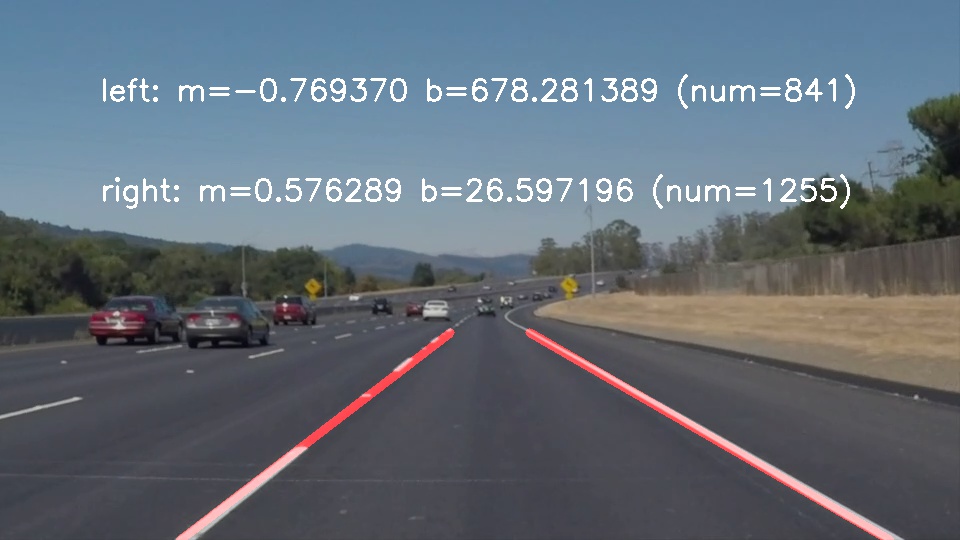 left: m=-0.769370 b=678.281389 (num=841)
right: m=0.576289 b=26.597196 (num=1255)